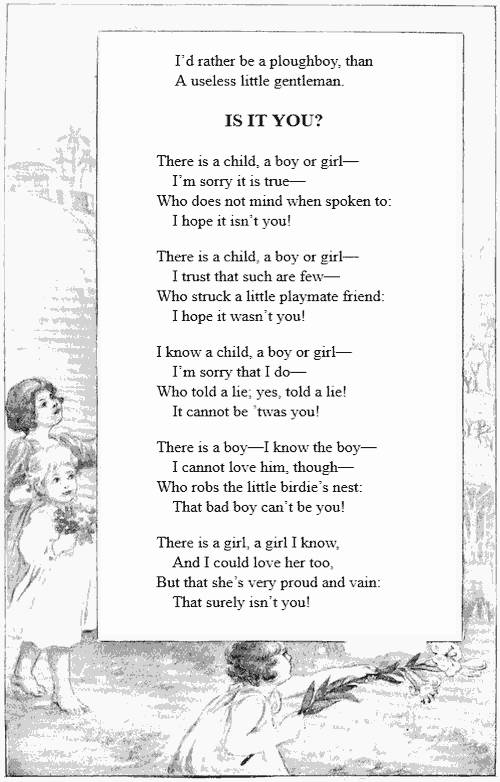 I’d rather be a ploughboy, than
A useless little gentleman.
IS IT YOU?
There is a child, a boy or girl—
I’m sorry it is true—
Who does not mind when spoken to:
I hope it isn’t you!
There is a child, a boy or girl—
I trust that such are few—
Who struck a little playmate friend:
I hope it wasn’t you!
I know a child, a boy or girl—
I’m sorry that I do—
Who told a lie; yes, told a lie!
It cannot be ’twas you!
There is a boy—I know the boy—
I cannot love him, though—
Who robs the little birdie’s nest:
That bad boy can’t be you!
There is a girl, a girl I know,
And I could love her too,
But that she’s very proud and vain:
That surely isn’t you!